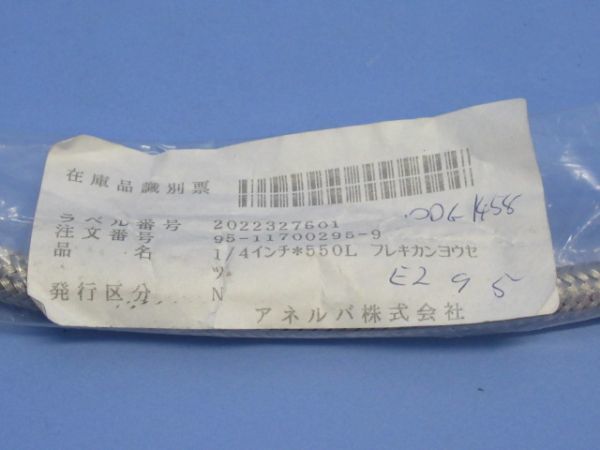 在庫品識別票
ラベル番号 2022327601
注文番号 95-11700295-9
品 名 1/4インチ*550L フレキカンヨウセ
ツ
発行区分 N
アネルバ株式会社
E2 9 5